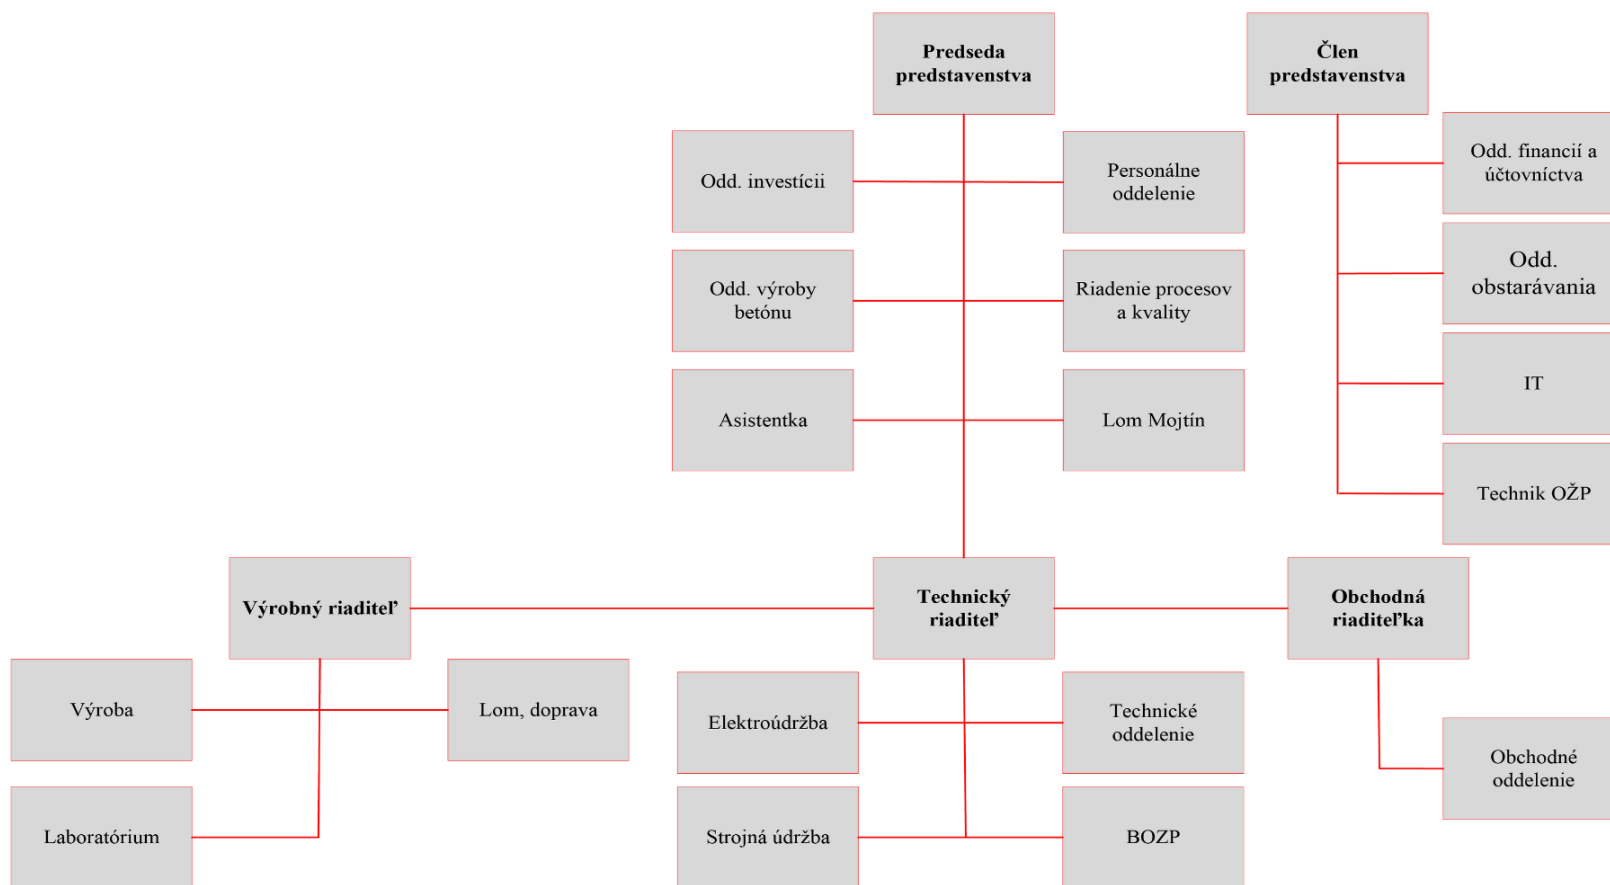 Predseda
predstavenstva
Člen
predstavenstva
Odd. investícii
Personálne
oddelenie
Odd. financií a
účtovníctva
Odd. výroby
betónu
Riadenie procesov
a kvality
Odd.
obstarávania
Asistentka
Lom Mojtín
IT
Technik OŽP
Výrobný riaditeľ
Technický
riaditeľ
Obchodná
riaditeľka
Výroba
Lom, doprava
Elektroúdržba
Technické
oddelenie
Obchodné
oddelenie
Laboratórium
Strojná údržba
BOZP